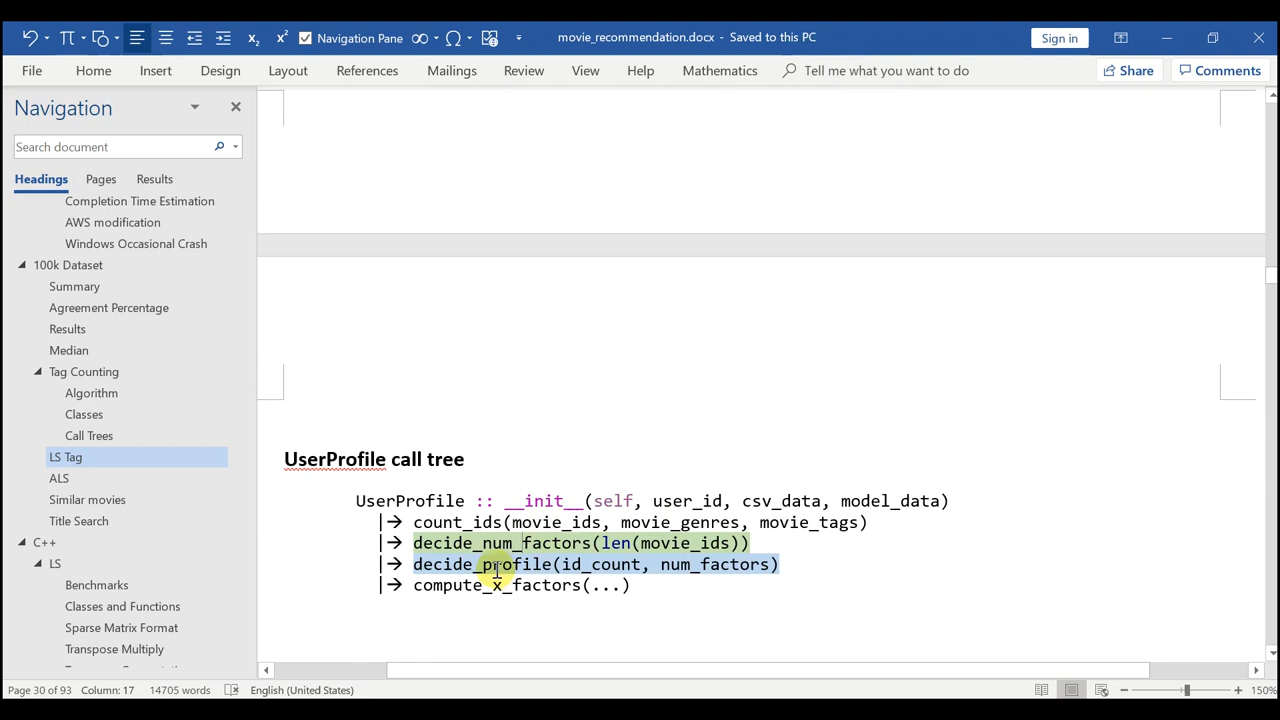 movie_recommendation.docx - Saved to this PC
Navigation Pane
Sign in
File Home Insert Design Layout References Mailings Review View Help Mathematics Tell me what you want to do Share Comments
Navigation
Search document
Headings Pages Results
Completion Time Estimation
AWS modification
Windows Occasional Crash
100k Dataset
Summary
Agreement Percentage
Results
Median
Tag Counting
Algorithm
Classes
Call Trees
LS Tag
ALS
Similar movies
Title Search
C++
LS
Benchmarks
Classes and Functions
Sparse Matrix Format
Transpose Multiply
UserProfile call tree
UserProfile :: __init__(self, user_id, csv_data, model_data)
|→ count_ids(movie_ids, movie_genres, movie_tags)
|→ decide_num_factors(len(movie_ids))
|→ decide_profile(id_count, num_factors)
|→ compute_x_factors(...)
Page 30 of 93 Column: 17 14705 words English (United States) 150%